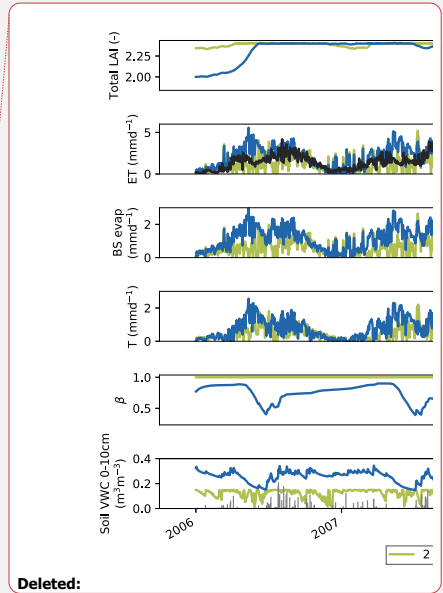 Total LAI (-)
2.25
2.00
ET (mmd⁻¹)
5
0
BS evap
(mmd⁻¹)
2
0
T (mmd⁻¹)
2
0
β
1.0
0.5
Soil VWC 0-10cm
(m³m⁻³)
0.4
0.2
0.0
2006
2007
2
Deleted: